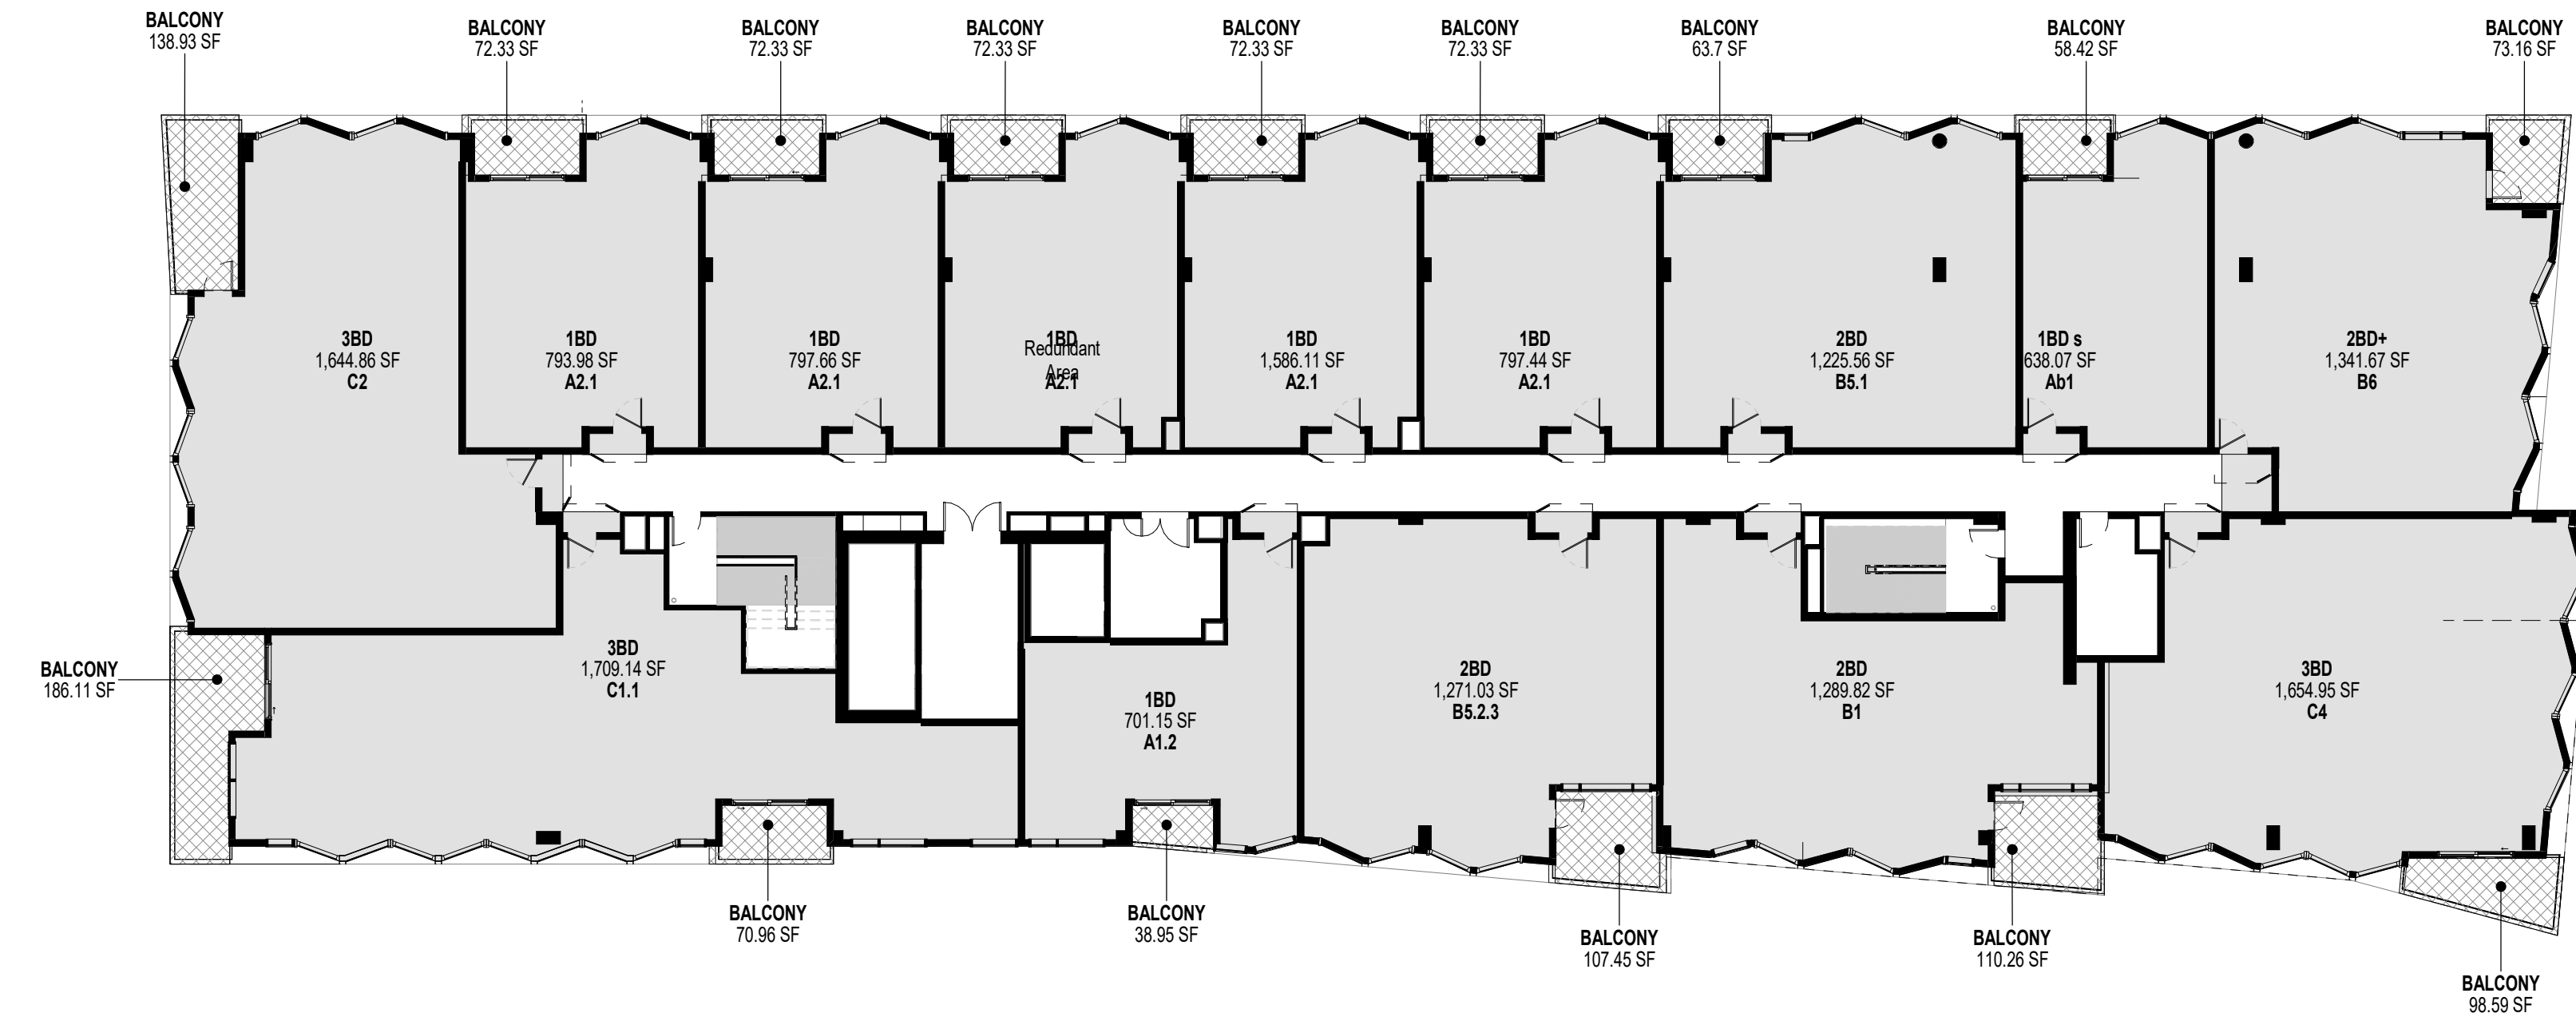 BALCONY
138.93 SF
BALCONY
72.33 SF
BALCONY
72.33 SF
BALCONY
72.33 SF
BALCONY
72.33 SF
BALCONY
72.33 SF
BALCONY
63.7 SF
BALCONY
58.42 SF
BALCONY
73.16 SF
3BD
1,644.86 SF
C2
1BD
793.98 SF
A2.1
1BD
797.66 SF
A2.1
1BD
Redundant
Area
A2.1
1BD
1,586.11 SF
A2.1
1BD
797.44 SF
A2.1
2BD
1,225.56 SF
B5.1
1BD s
638.07 SF
Ab1
2BD+
1,341.67 SF
B6
BALCONY
186.11 SF
3BD
1,709.14 SF
C1.1
1BD
701.15 SF
A1.2
2BD
1,271.03 SF
B5.2.3
2BD
1,289.82 SF
B1
3BD
1,654.95 SF
C4
BALCONY
70.96 SF
BALCONY
38.95 SF
BALCONY
107.45 SF
BALCONY
110.26 SF
BALCONY
98.59 SF